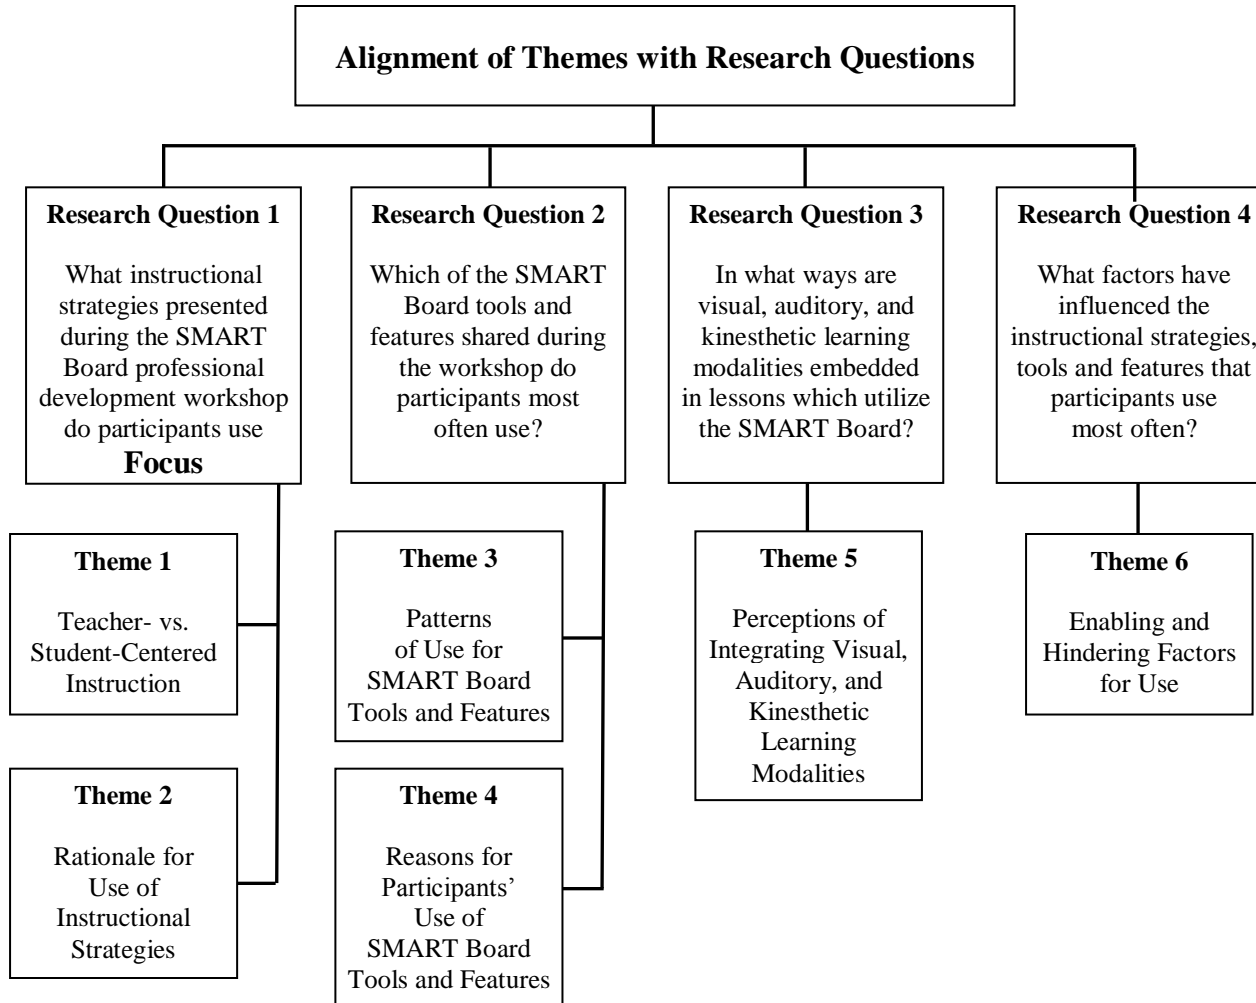 Alignment of Themes with Research Questions
Research Question 1
What instructional
strategies presented
during the SMART
Board professional
development workshop
do participants use
Focus
Research Question 2
Which of the SMART
Board tools and
features shared during
the workshop do
participants most
often use?
Research Question 3
In what ways are
visual, auditory, and
kinesthetic learning
modalities embedded
in lessons which utilize
the SMART Board?
Research Question 4
What factors have
influenced the
instructional strategies,
tools and features that
participants use
most often?
Theme 1
Teacher- vs.
Student-Centered
Instruction
Theme 2
Rationale for
Use of
Instructional
Strategies
Theme 3
Patterns
of Use for
SMART Board
Tools and Features
Theme 4
Reasons for
Participants’
Use of
SMART Board
Tools and Features
Theme 5
Perceptions of
Integrating Visual,
Auditory, and
Kinesthetic
Learning
Modalities
Theme 6
Enabling and
Hindering Factors
for Use